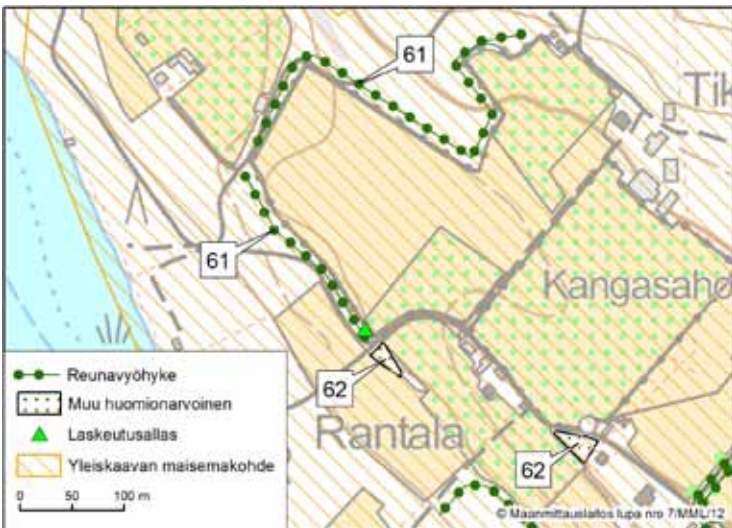 61
Tik
61
Kangasaho
62
Rantala
62
Reunavyöhyke
Muu huomionarvoinen
Laskeutusallas
Yleiskaavan maisemakohde
0 50 100 m
© Maanmittauslaitos lupa nro 7/MML/12